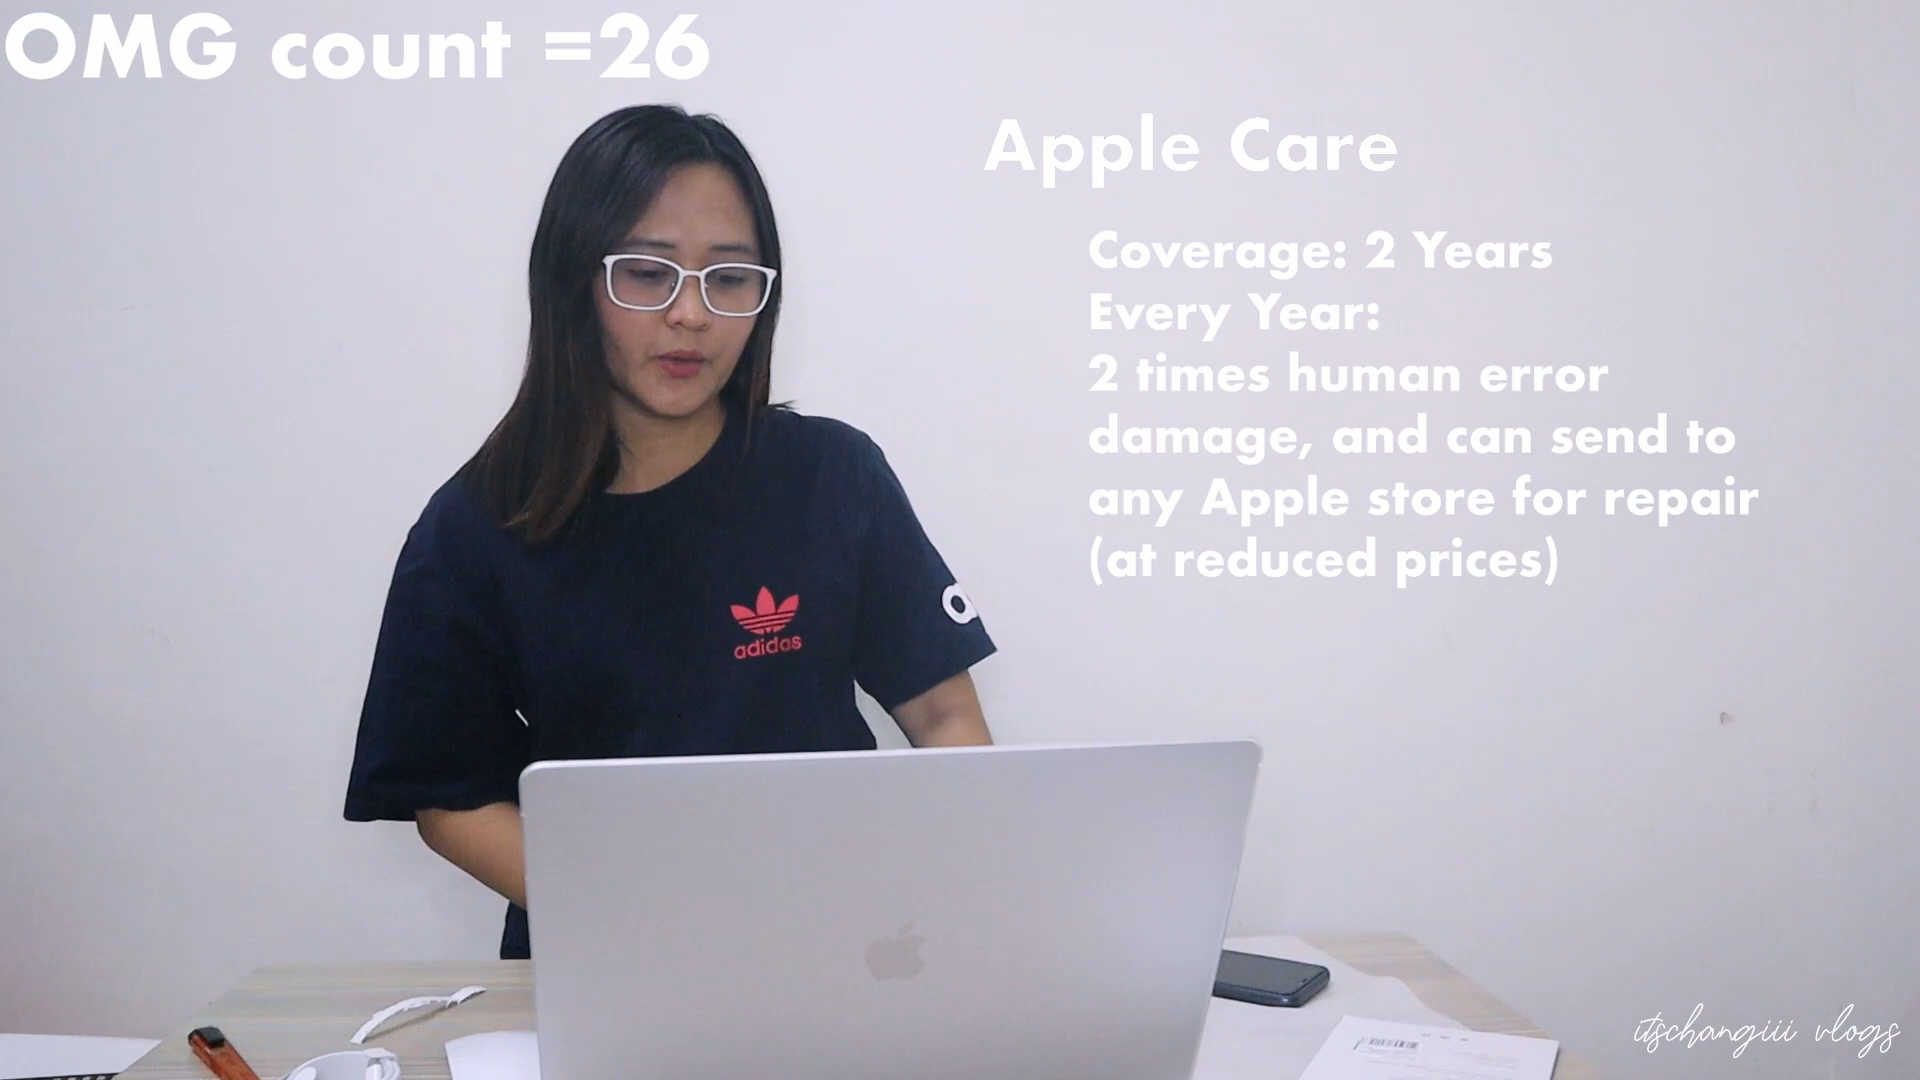 OMG count =26
Apple Care
Coverage: 2 Years
Every Year:
2 times human error
damage, and can send to
any Apple store for repair
(at reduced prices)
adidas
itschangiii vlogs